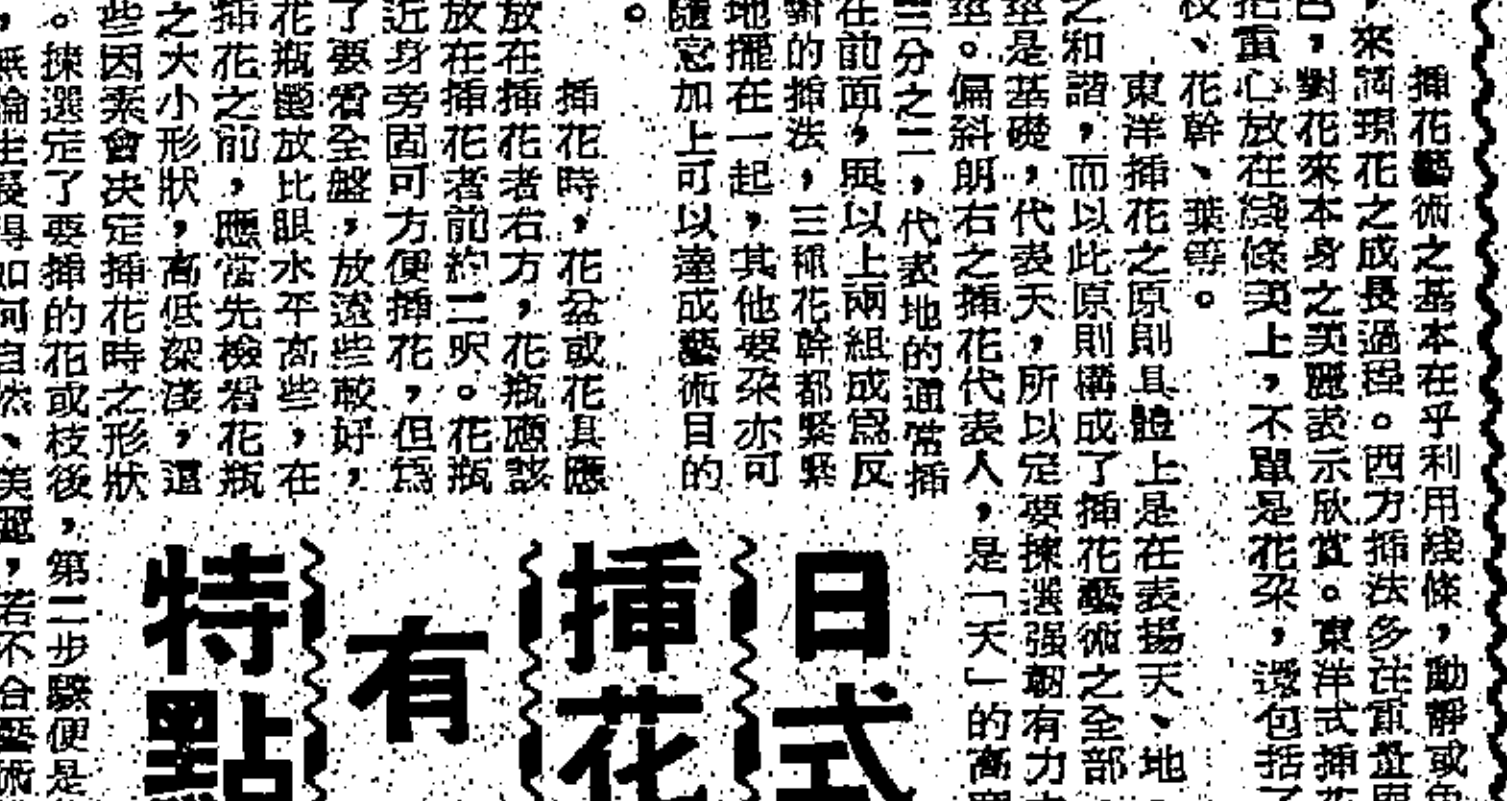 插花藝術之基本在乎利用綫條，動靜或色
，來調現花之成長過程。西方插法多注重盆
，對花來本身之美麗表示欣賞。東洋式插花
把重心放在綫條美上，不單是花朶，還包括了
枝、花幹、葉等。
東洋插花之原則具體上是在表揚天、地
之和諧，而以此原則構成了插花藝術之全部
是基礎，代表天，所以定要揀選强韌有力
。偏斜朗右之插花代表人，是「天」的高
三分之二，代表地的通常插
在前面，與以上兩組成爲反
對的插法，三種花幹都緊緊
地擺在一起，其他要朶亦可
隨意加上可以達成藝術目的
。
插花時，花盆或花具應
放在插花者右方，花瓶應該
放在插花者前約二呎。花瓶
近身旁固可方便插花，但爲
了要看全盤，放遠些較好，
花瓶擺放比眼水平高些，在
插花之前，應當先檢看花瓶
之大小形狀，高低深淺，這
些因素會决定插花時之形狀
。揀選定了要插的花或枝後，第二步驟便是
，無論生長得如何自然、美麗，若不合藝術
日式
插花
有
特點